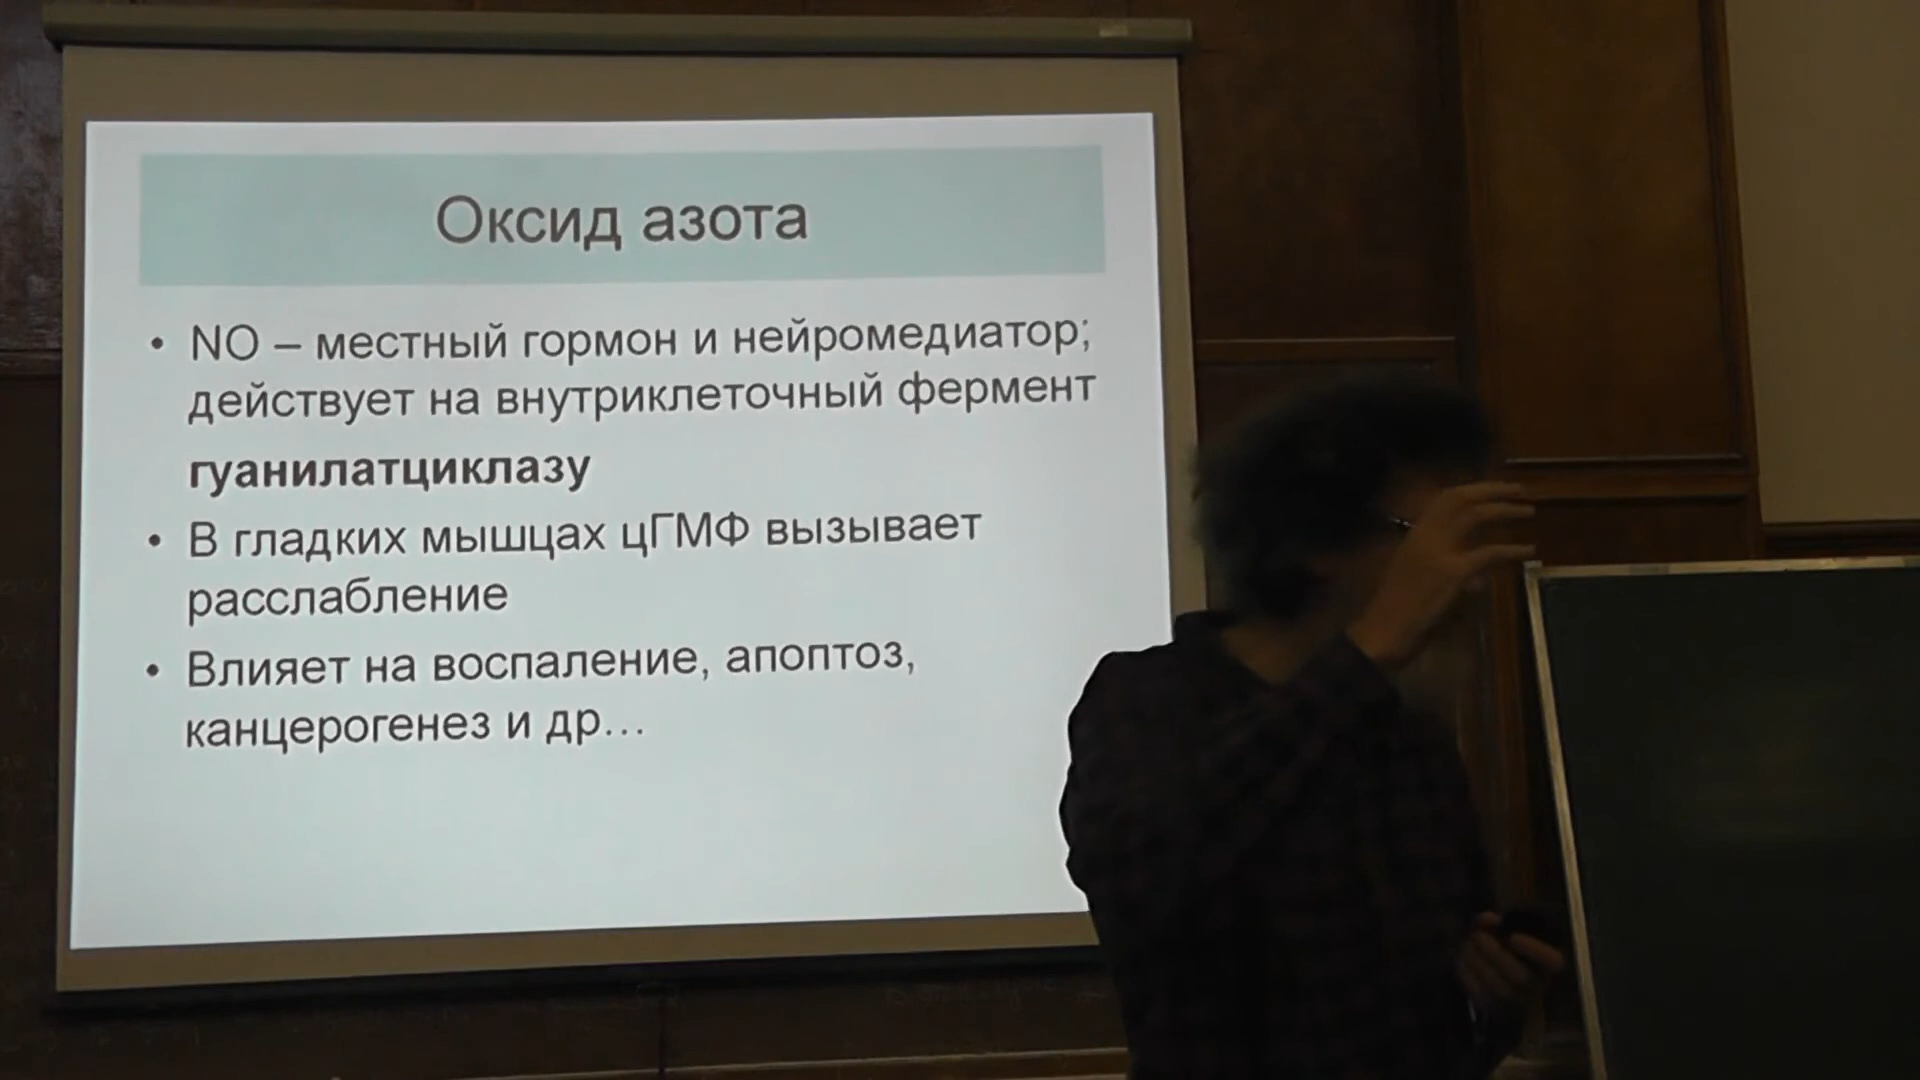 Оксид азота
• NO – местный гормон и нейромедиатор;
действует на внутриклеточный фермент
гуанилатциклазу
• В гладких мышцах цГМФ вызывает
расслабление
• Влияет на воспаление, апоптоз,
канцерогенез и др…